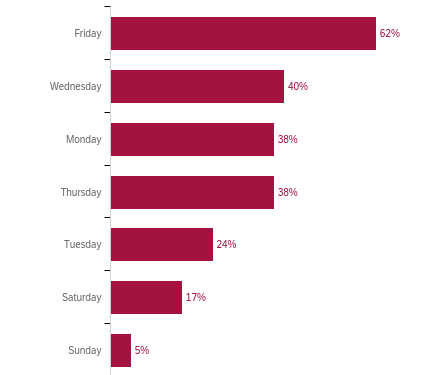 Friday 62%
Wednesday 40%
Monday 38%
Thursday 38%
Tuesday 24%
Saturday 17%
Sunday 5%